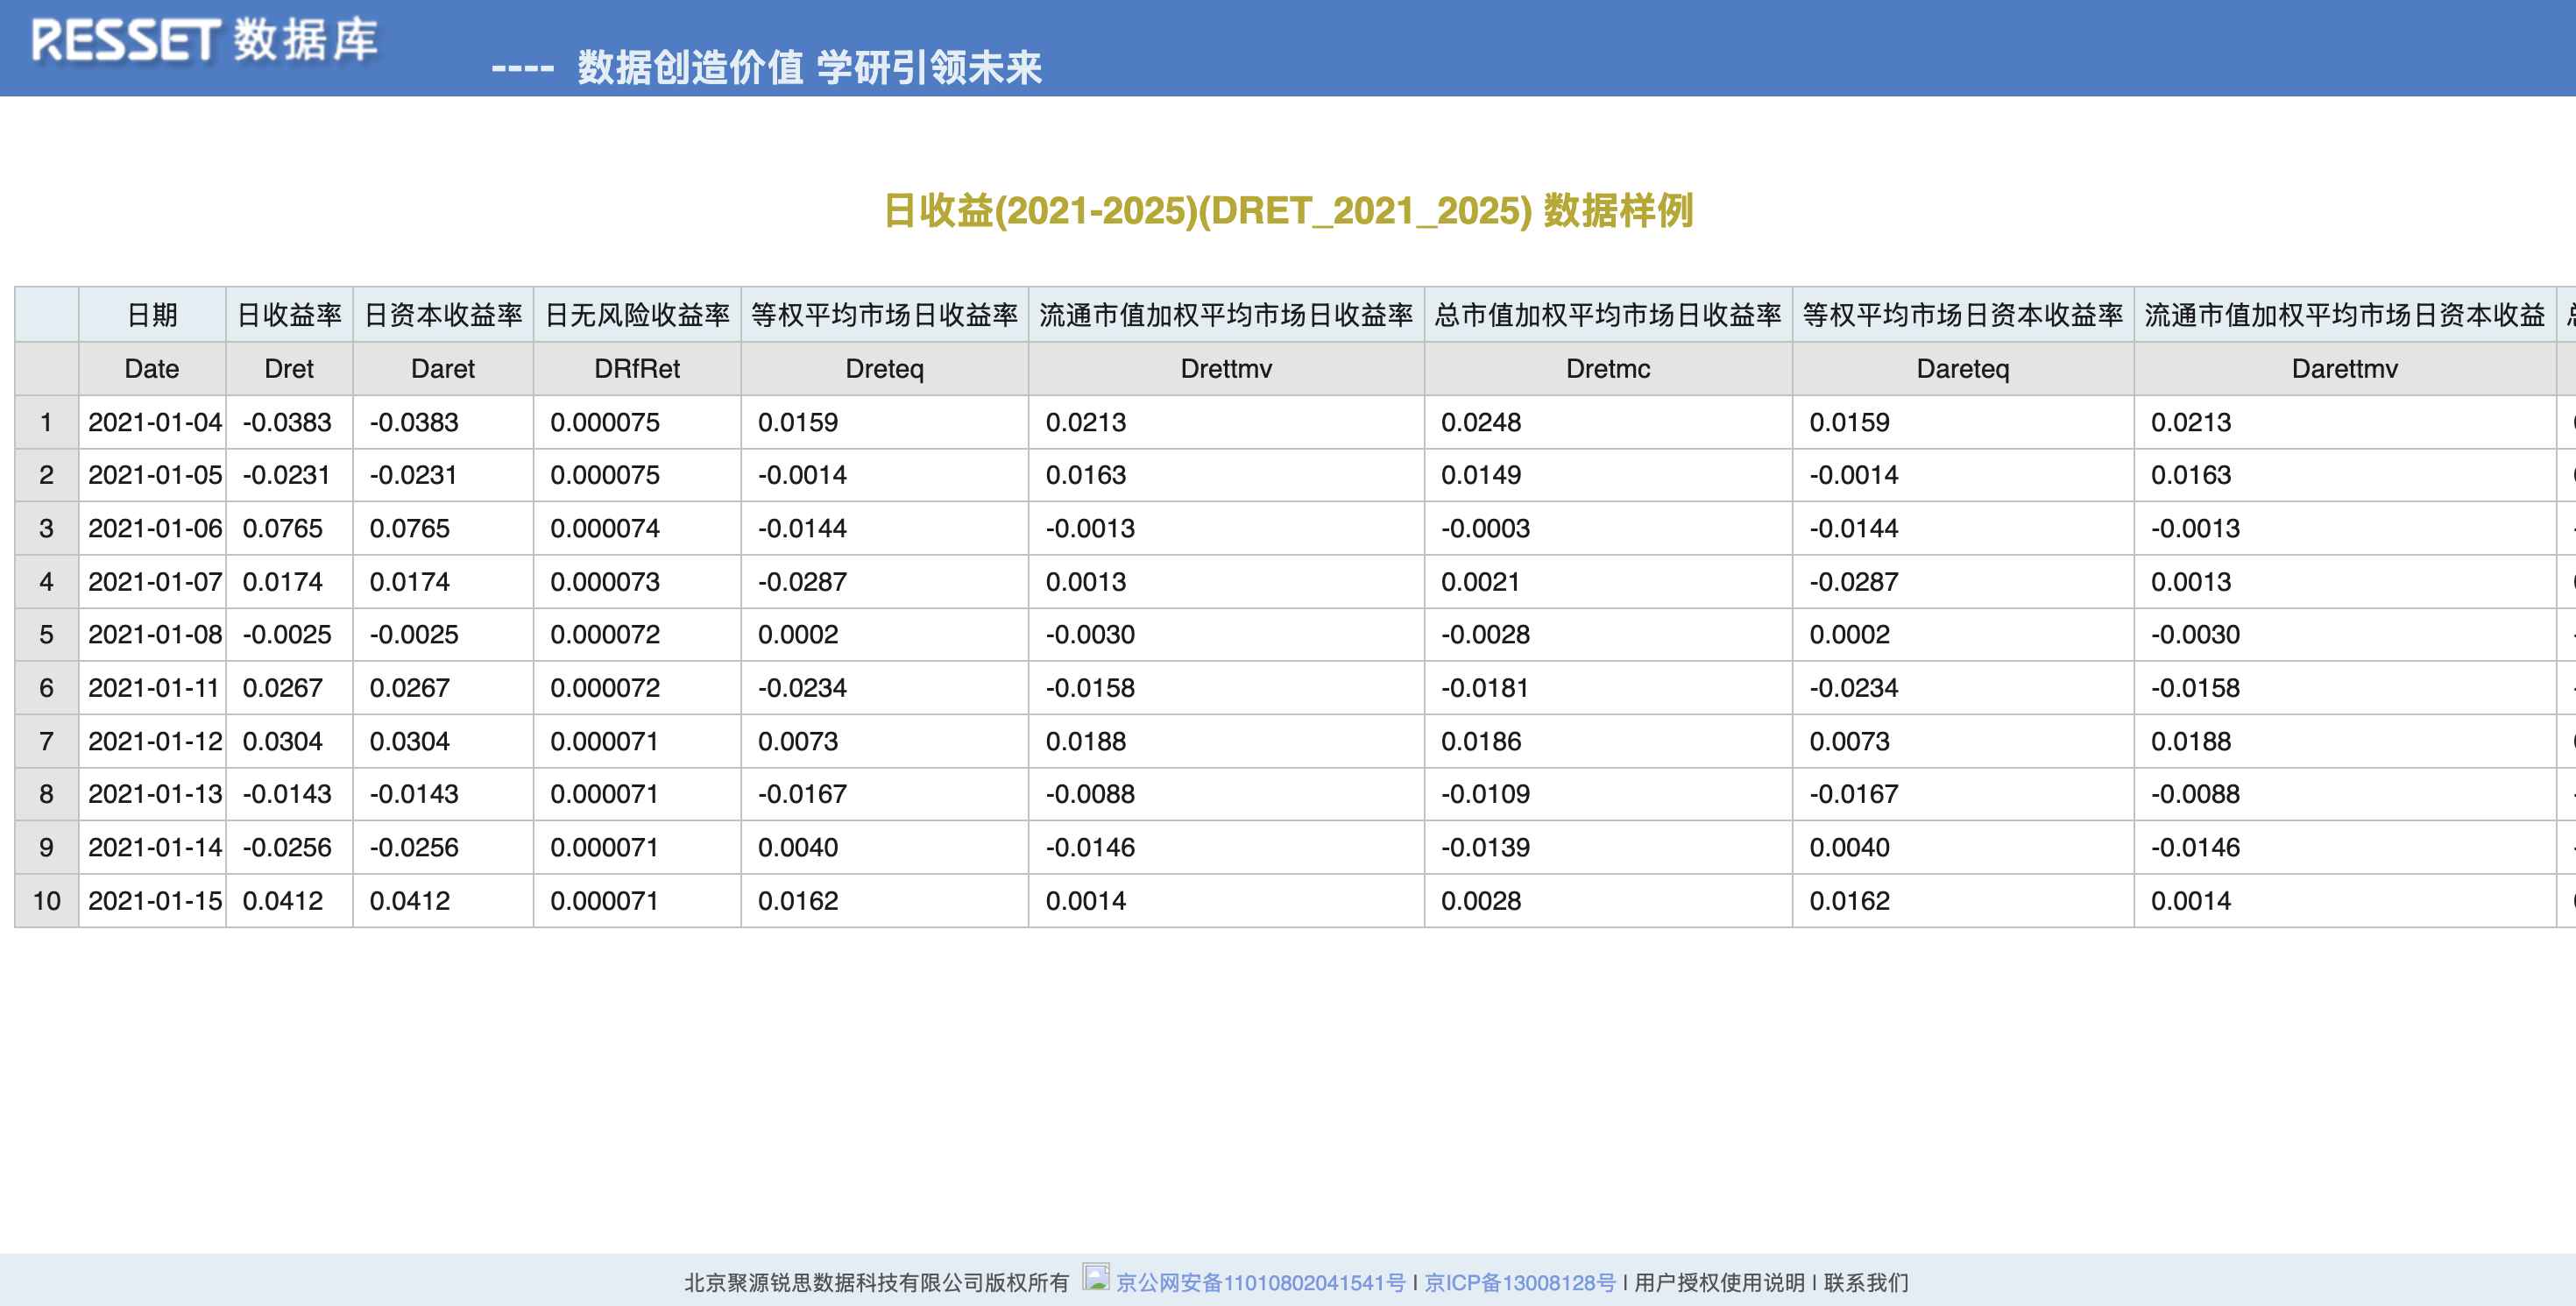 RESSET 数据库
---- 数据创造价值 学研引领未来
日收益(2021-2025)(DRET_2021_2025) 数据样例
日期 日收益率 日资本收益率 日无风险收益率 等权平均市场日收益率 流通市值加权平均市场日收益率 总市值加权平均市场日收益率 等权平均市场日资本收益率 流通市值加权平均市场日资本收益
Date Dret Daret DRfRet Dreteq Drettmv Dretmc Dareteq Darettmv
1 2021-01-04 -0.0383 -0.0383 0.000075 0.0159 0.0213 0.0248 0.0159 0.0213
2 2021-01-05 -0.0231 -0.0231 0.000075 -0.0014 0.0163 0.0149 -0.0014 0.0163
3 2021-01-06 0.0765 0.0765 0.000074 -0.0144 -0.0013 -0.0003 -0.0144 -0.0013
4 2021-01-07 0.0174 0.0174 0.000073 -0.0287 0.0013 0.0021 -0.0287 0.0013
5 2021-01-08 -0.0025 -0.0025 0.000072 0.0002 -0.0030 -0.0028 0.0002 -0.0030
6 2021-01-11 0.0267 0.0267 0.000072 -0.0234 -0.0158 -0.0181 -0.0234 -0.0158
7 2021-01-12 0.0304 0.0304 0.000071 0.0073 0.0188 0.0186 0.0073 0.0188
8 2021-01-13 -0.0143 -0.0143 0.000071 -0.0167 -0.0088 -0.0109 -0.0167 -0.0088
9 2021-01-14 -0.0256 -0.0256 0.000071 0.0040 -0.0146 -0.0139 0.0040 -0.0146
10 2021-01-15 0.0412 0.0412 0.000071 0.0162 0.0014 0.0028 0.0162 0.0014
北京聚源锐思数据科技有限公司版权所有 京公网安备11010802041541号 | 京ICP备13008128号 | 用户授权使用说明 | 联系我们